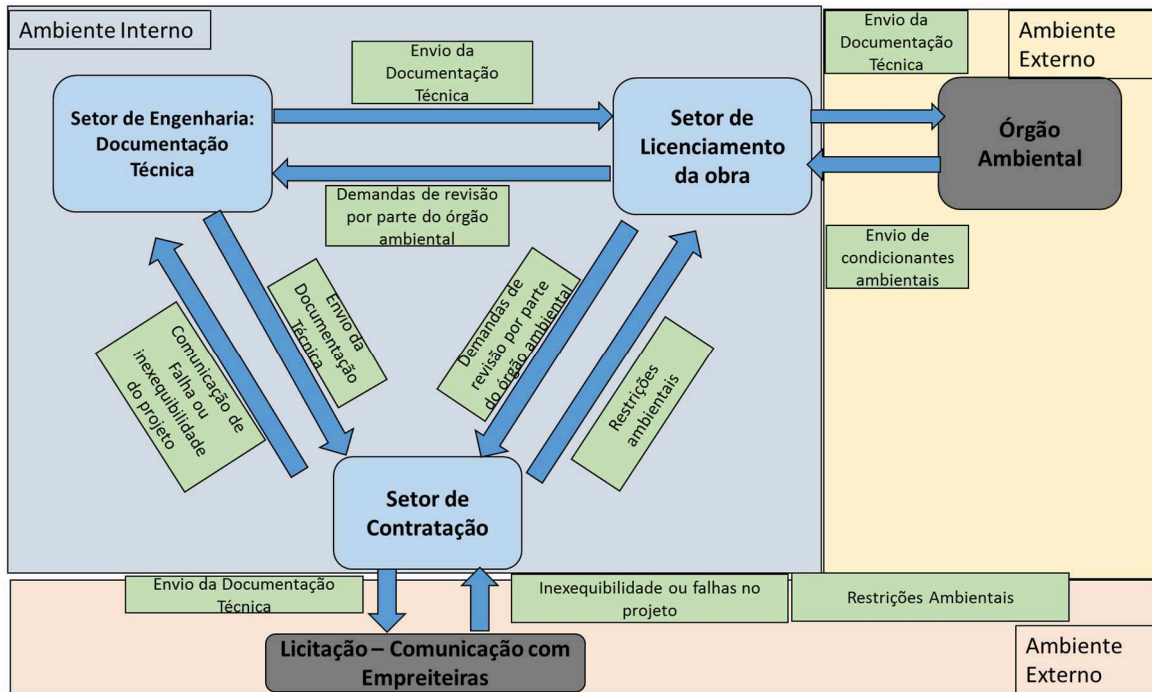 Ambiente Interno
Envio da
Documentação
Técnica
Envio da
Documentação
Técnica
Ambiente
Externo
Setor de Engenharia:
Documentação
Técnica
Setor de
Licenciamento
da obra
Órgão
Ambiental
Demandas de revisão
por parte do órgão
ambiental
Envio de
condicionantes
ambientais
Comunicação de
Falha ou
inexequibilidade
do projeto
Envio da
Documentação
Técnica
Demandas de
revisão por parte
do órgão ambiental
Restrições
ambientais
Setor de
Contratação
Envio da Documentação
Técnica
Inexequibilidade ou falhas no
projeto
Restrições Ambientais
Licitação – Comunicação com
Empreiteiras
Ambiente
Externo